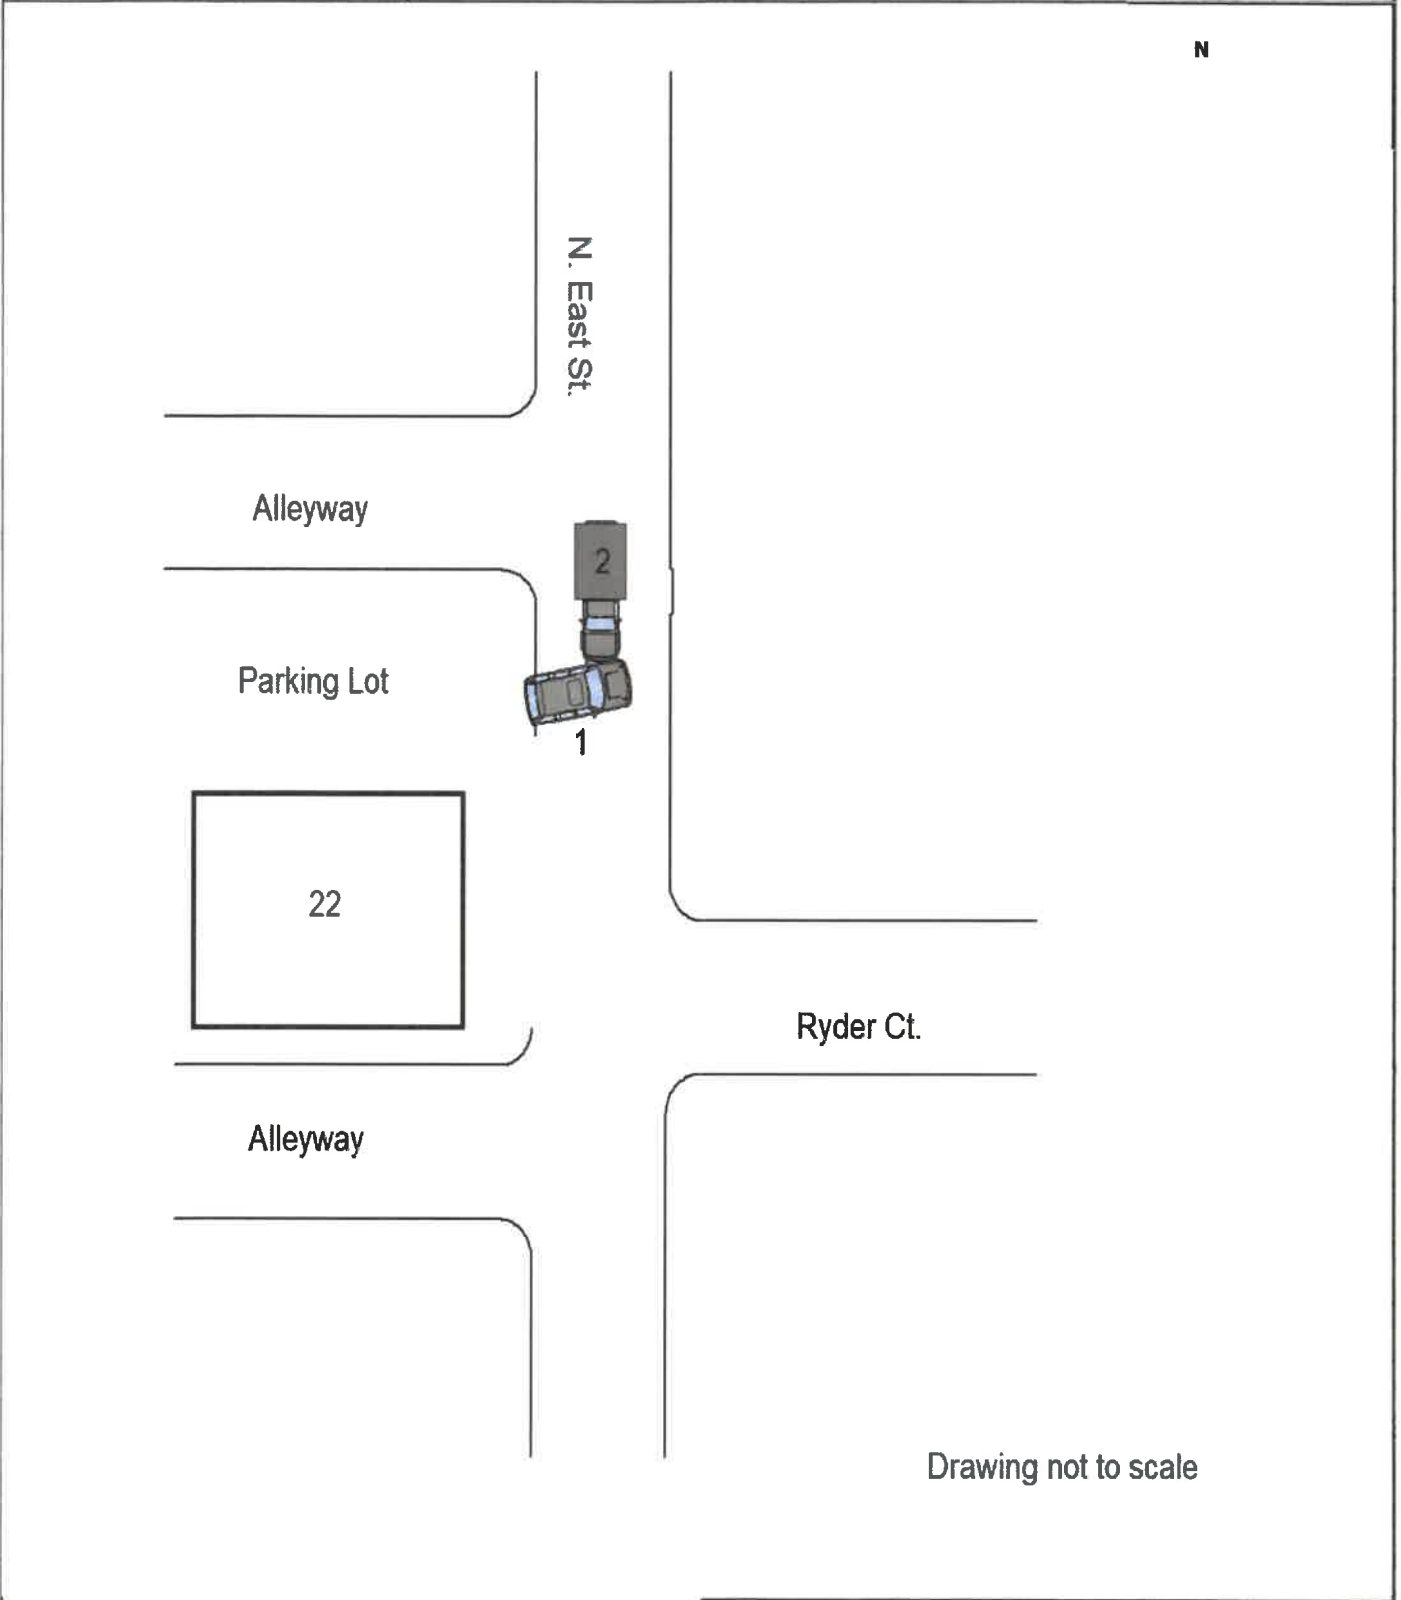 N
N. East St.
Alleyway
2
Parking Lot
1
22
Ryder Ct.
Alleyway
Drawing not to scale